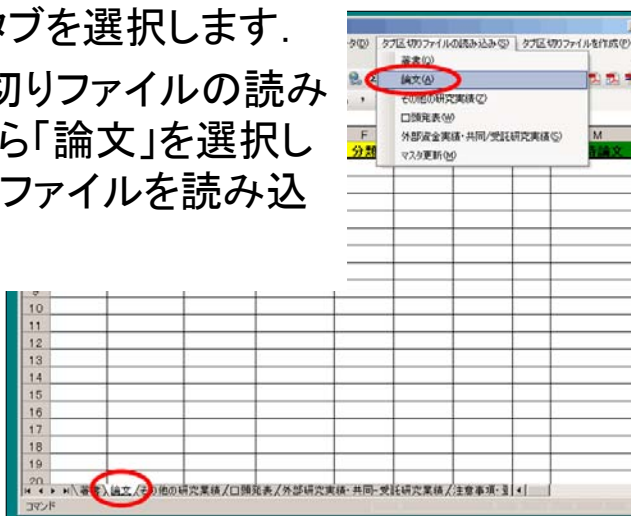 タブを選択します．
切りファイルの読み
ら「論文」を選択し
ファイルを読み込
タブ区切りファイルの読み込み(S) タブ区切りファイルを作成(P)
著書(Q)
論文(A)
その他の研究実績(Z)
口頭発表(W)
外部資金実績・共同/受託研究実績(S)
マスタ更新(M)
F M
分類 論文
9
10
11
12
13
14
15
16
17
18
19
20
著書 論文 その他の研究業績 口頭発表 外部研究実績・共同・受託研究業績 注意事項・
コマンド